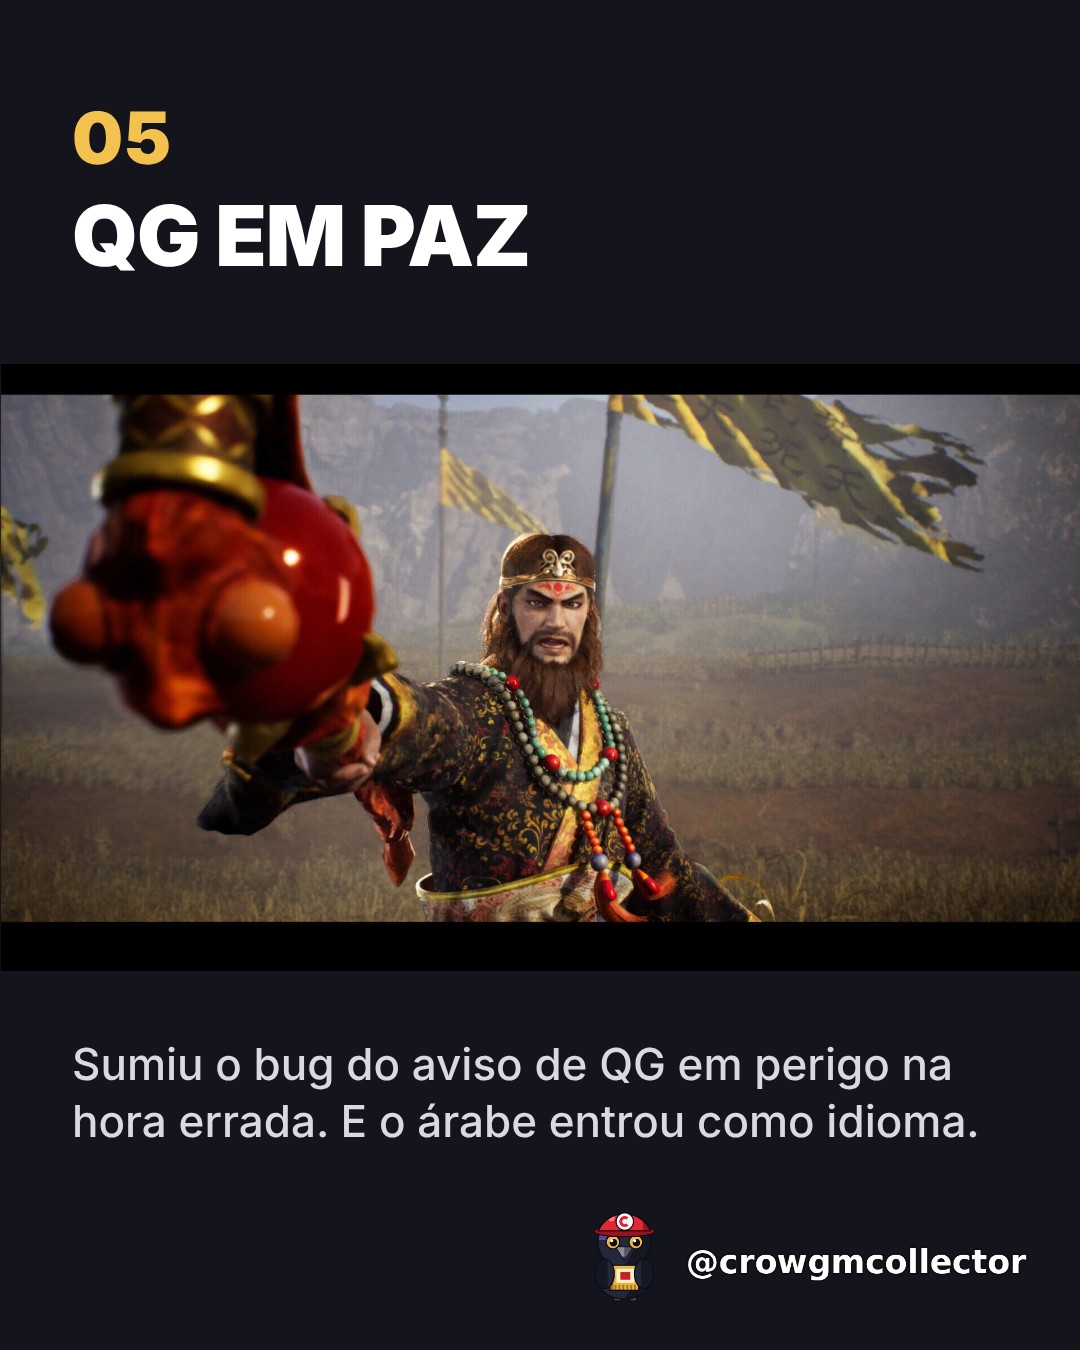 05
QG EM PAZ
天
Sumiu o bug do aviso de QG em perigo na
hora errada. E o árabe entrou como idioma.
C
@crowgmcollector